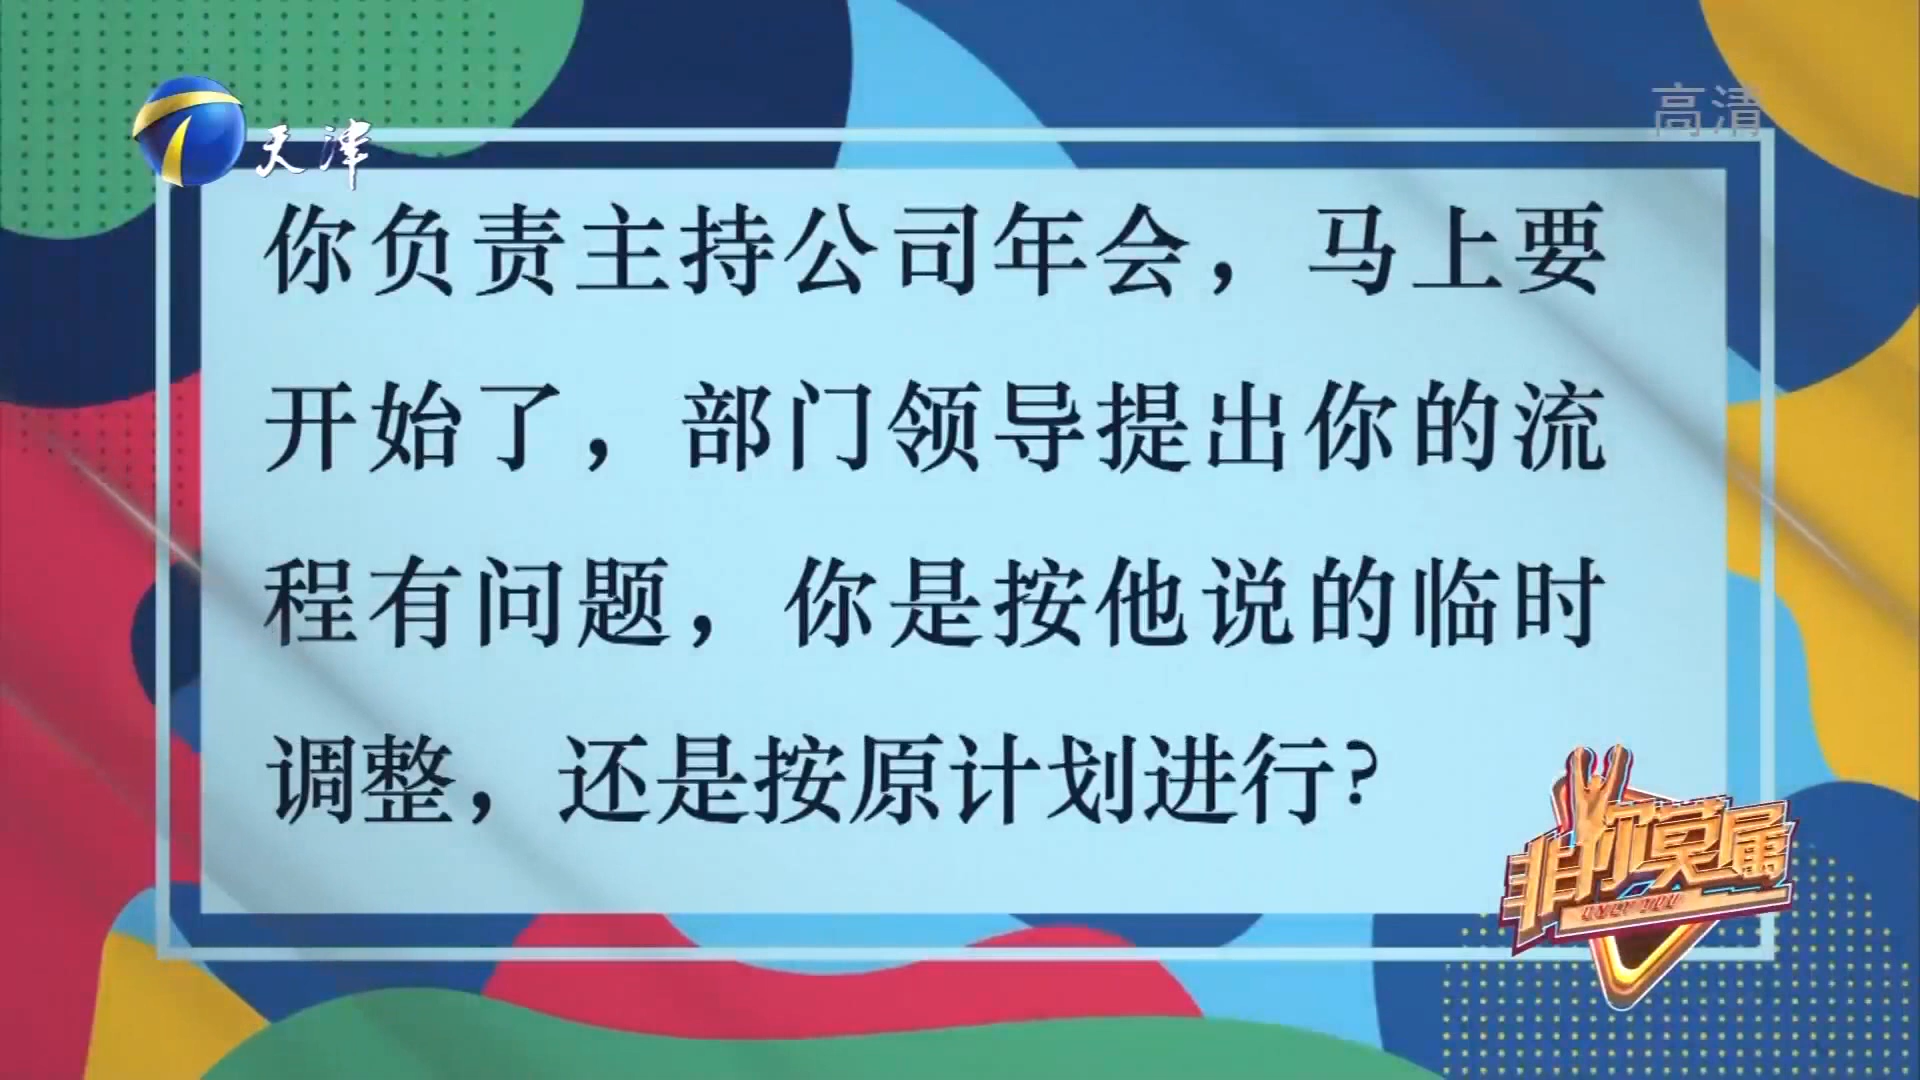 天津
高清
你负责主持公司年会，马上要
开始了，部门领导提出你的流
程有问题，你是按他说的临时
调整，还是按原计划进行？
非你莫属
ONLY YOU